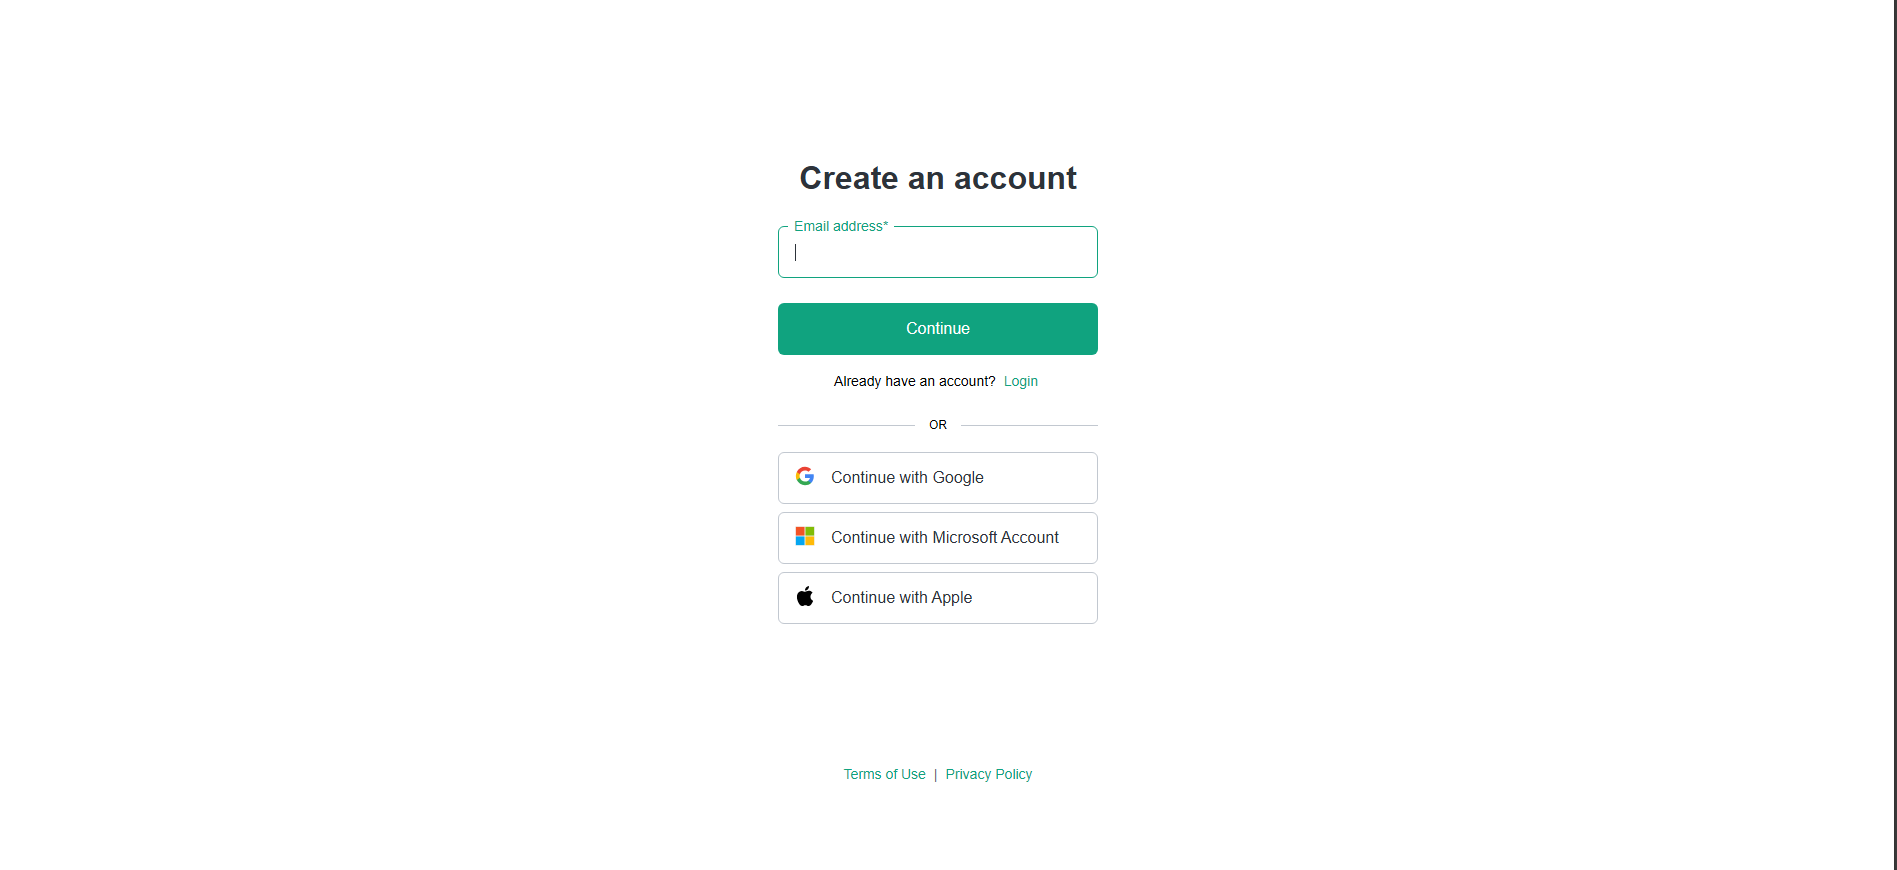 Create an account
Email address*
Continue
Already have an account? Login
OR
Continue with Google
Continue with Microsoft Account
Continue with Apple
Terms of Use | Privacy Policy